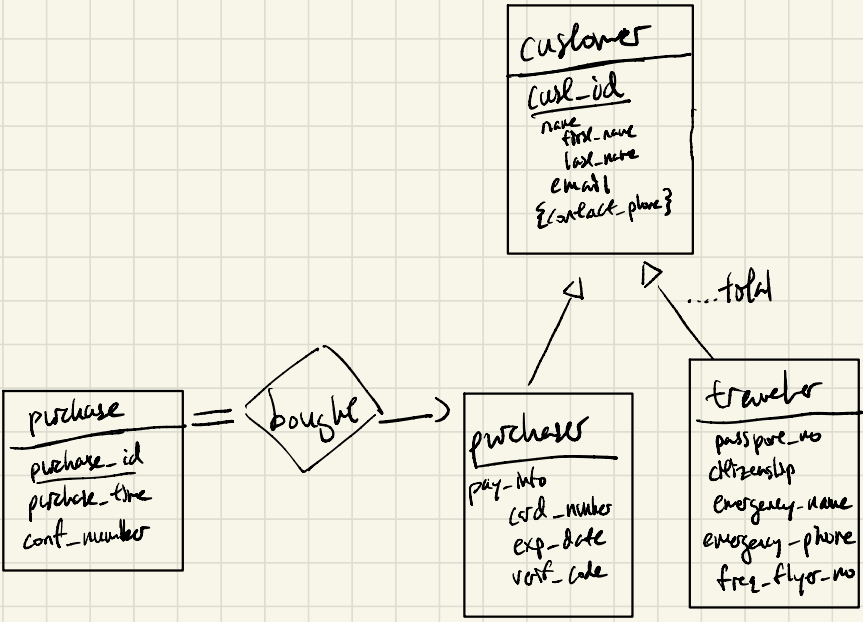 customer
cust_id
name
first_name
last_name
email
{contact_phone}
....total
purchase
purchase_id
purchase_time
conf_number
bought
purchaser
pay_info
card_number
exp_date
verif_code
traveler
passport_no
citizenship
emergency_name
emergency_phone
freq_flyer_no